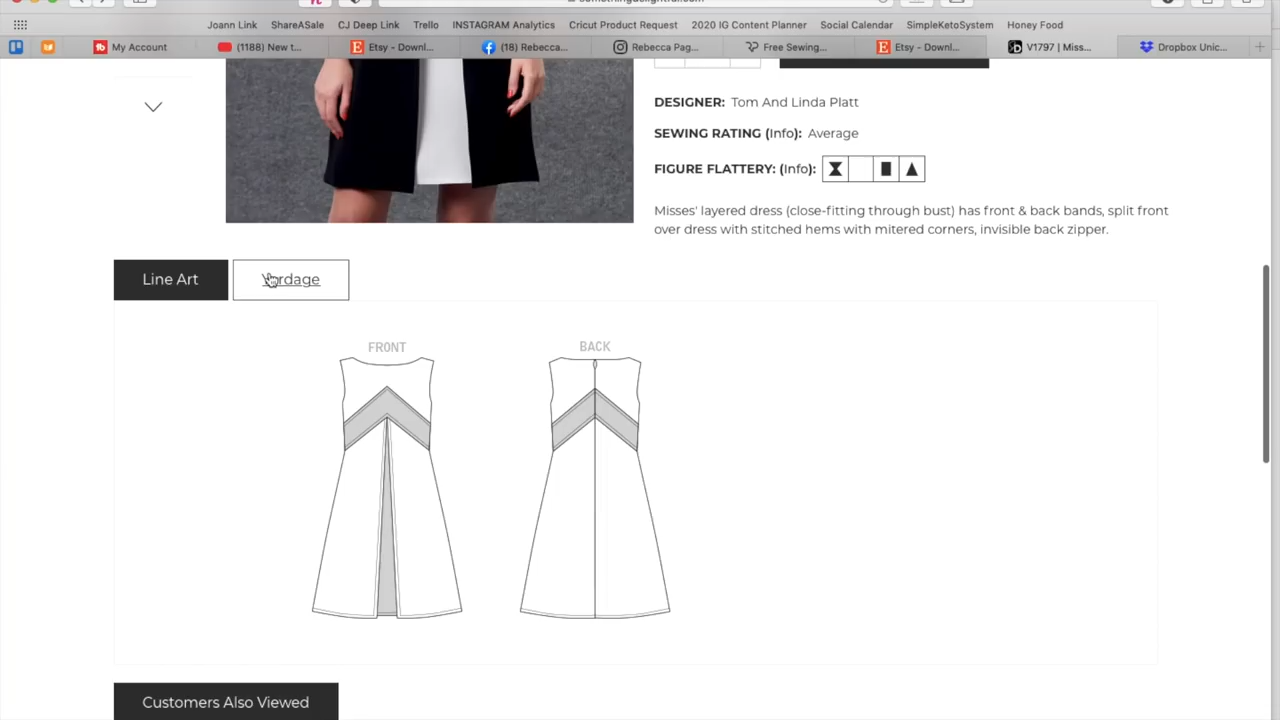 Joann Link ShareASale CJ Deep Link Trello INSTAGRAM Analytics Cricut Product Request 2020 IG Content Planner Social Calendar SimpleKetoSystem Honey Food
My Account (1188) New t... Etsy - Downl... (18) Rebecca... Rebecca Pag... Free Sewing... Etsy - Downl... V1797 | Miss... Dropbox Unic...
DESIGNER: Tom And Linda Platt
SEWING RATING (Info): Average
FIGURE FLATTERY: (Info):
Misses' layered dress (close-fitting through bust) has front & back bands, split front
over dress with stitched hems with mitered corners, invisible back zipper.
Line Art Yardage
FRONT BACK
Customers Also Viewed